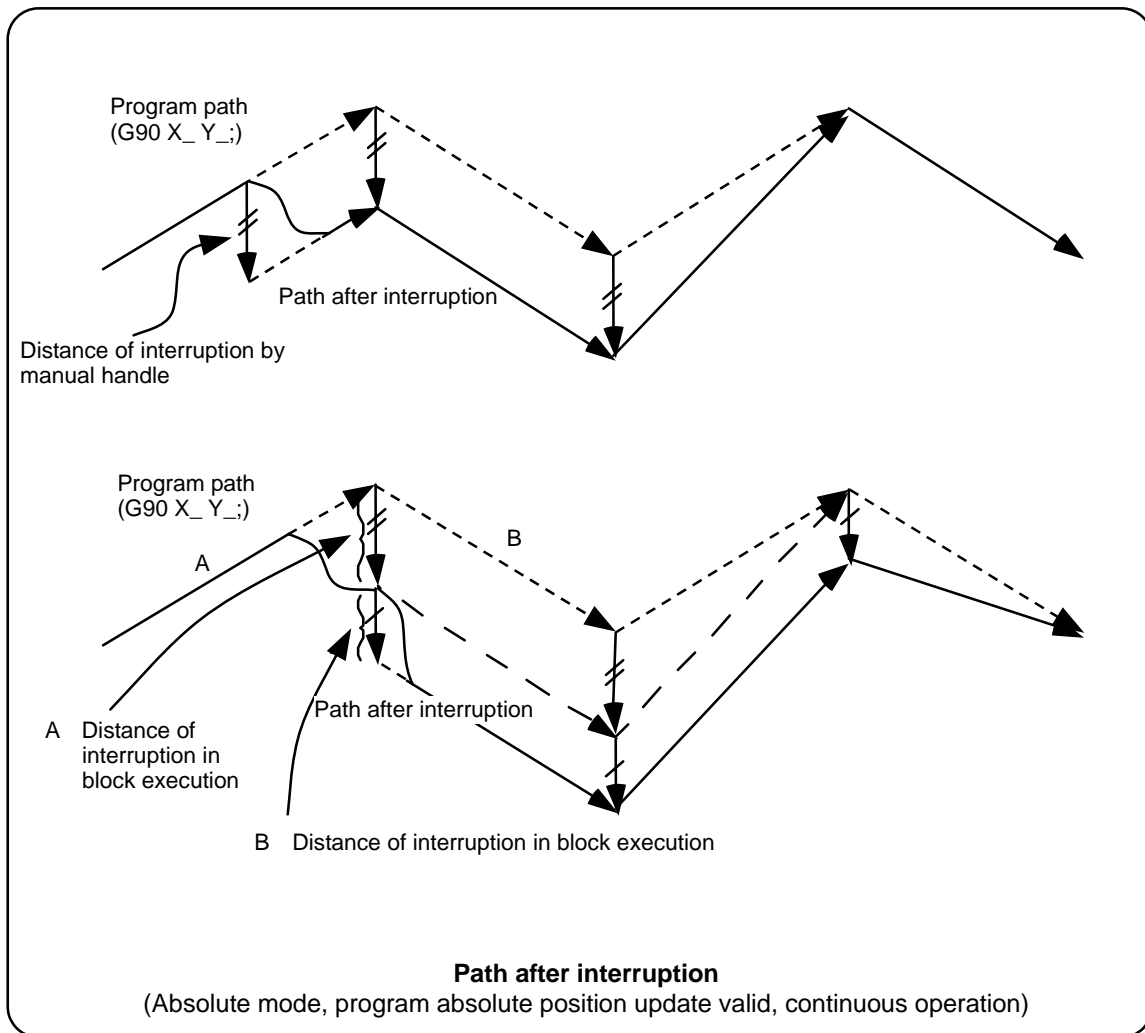 Program path
(G90 X_ Y_;)
Path after interruption
Distance of interruption by
manual handle
Program path
(G90 X_ Y_;)
A
B
Path after interruption
A Distance of
interruption in
block execution
B Distance of interruption in block execution
Path after interruption
(Absolute mode, program absolute position update valid, continuous operation)